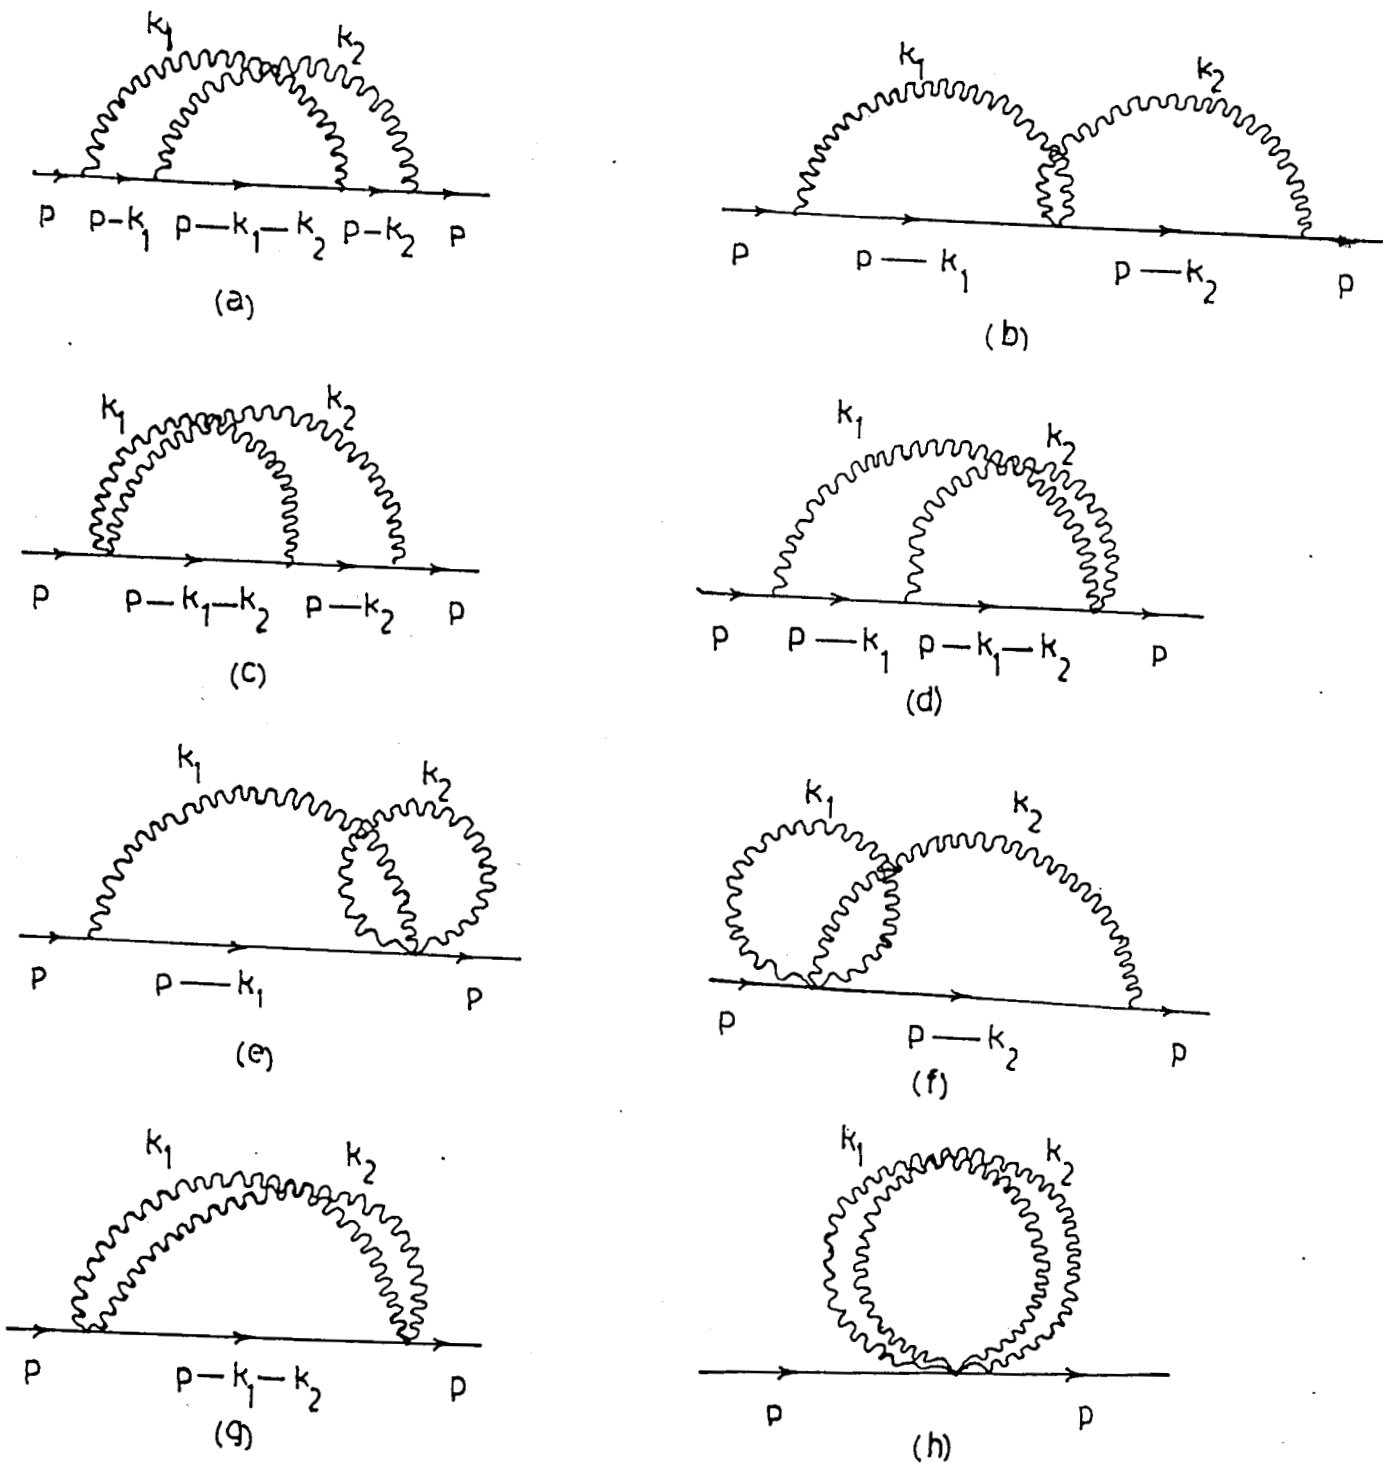 k₁ k₂
p p-k₁ p-k₁-k₂ p-k₂ p
(a)
k₁ k₂
p p-k₁ p-k₂ p
(b)
k₁ k₂
p p-k₁-k₂ p-k₂ p
(c)
k₁ k₂
p p-k₁ p-k₁-k₂ p
(d)
k₁ k₂
p p-k₁ p
(e)
k₁ k₂
p p-k₂ p
(f)
k₁ k₂
p p-k₁-k₂ p
(g)
k₁ k₂
p p
(h)